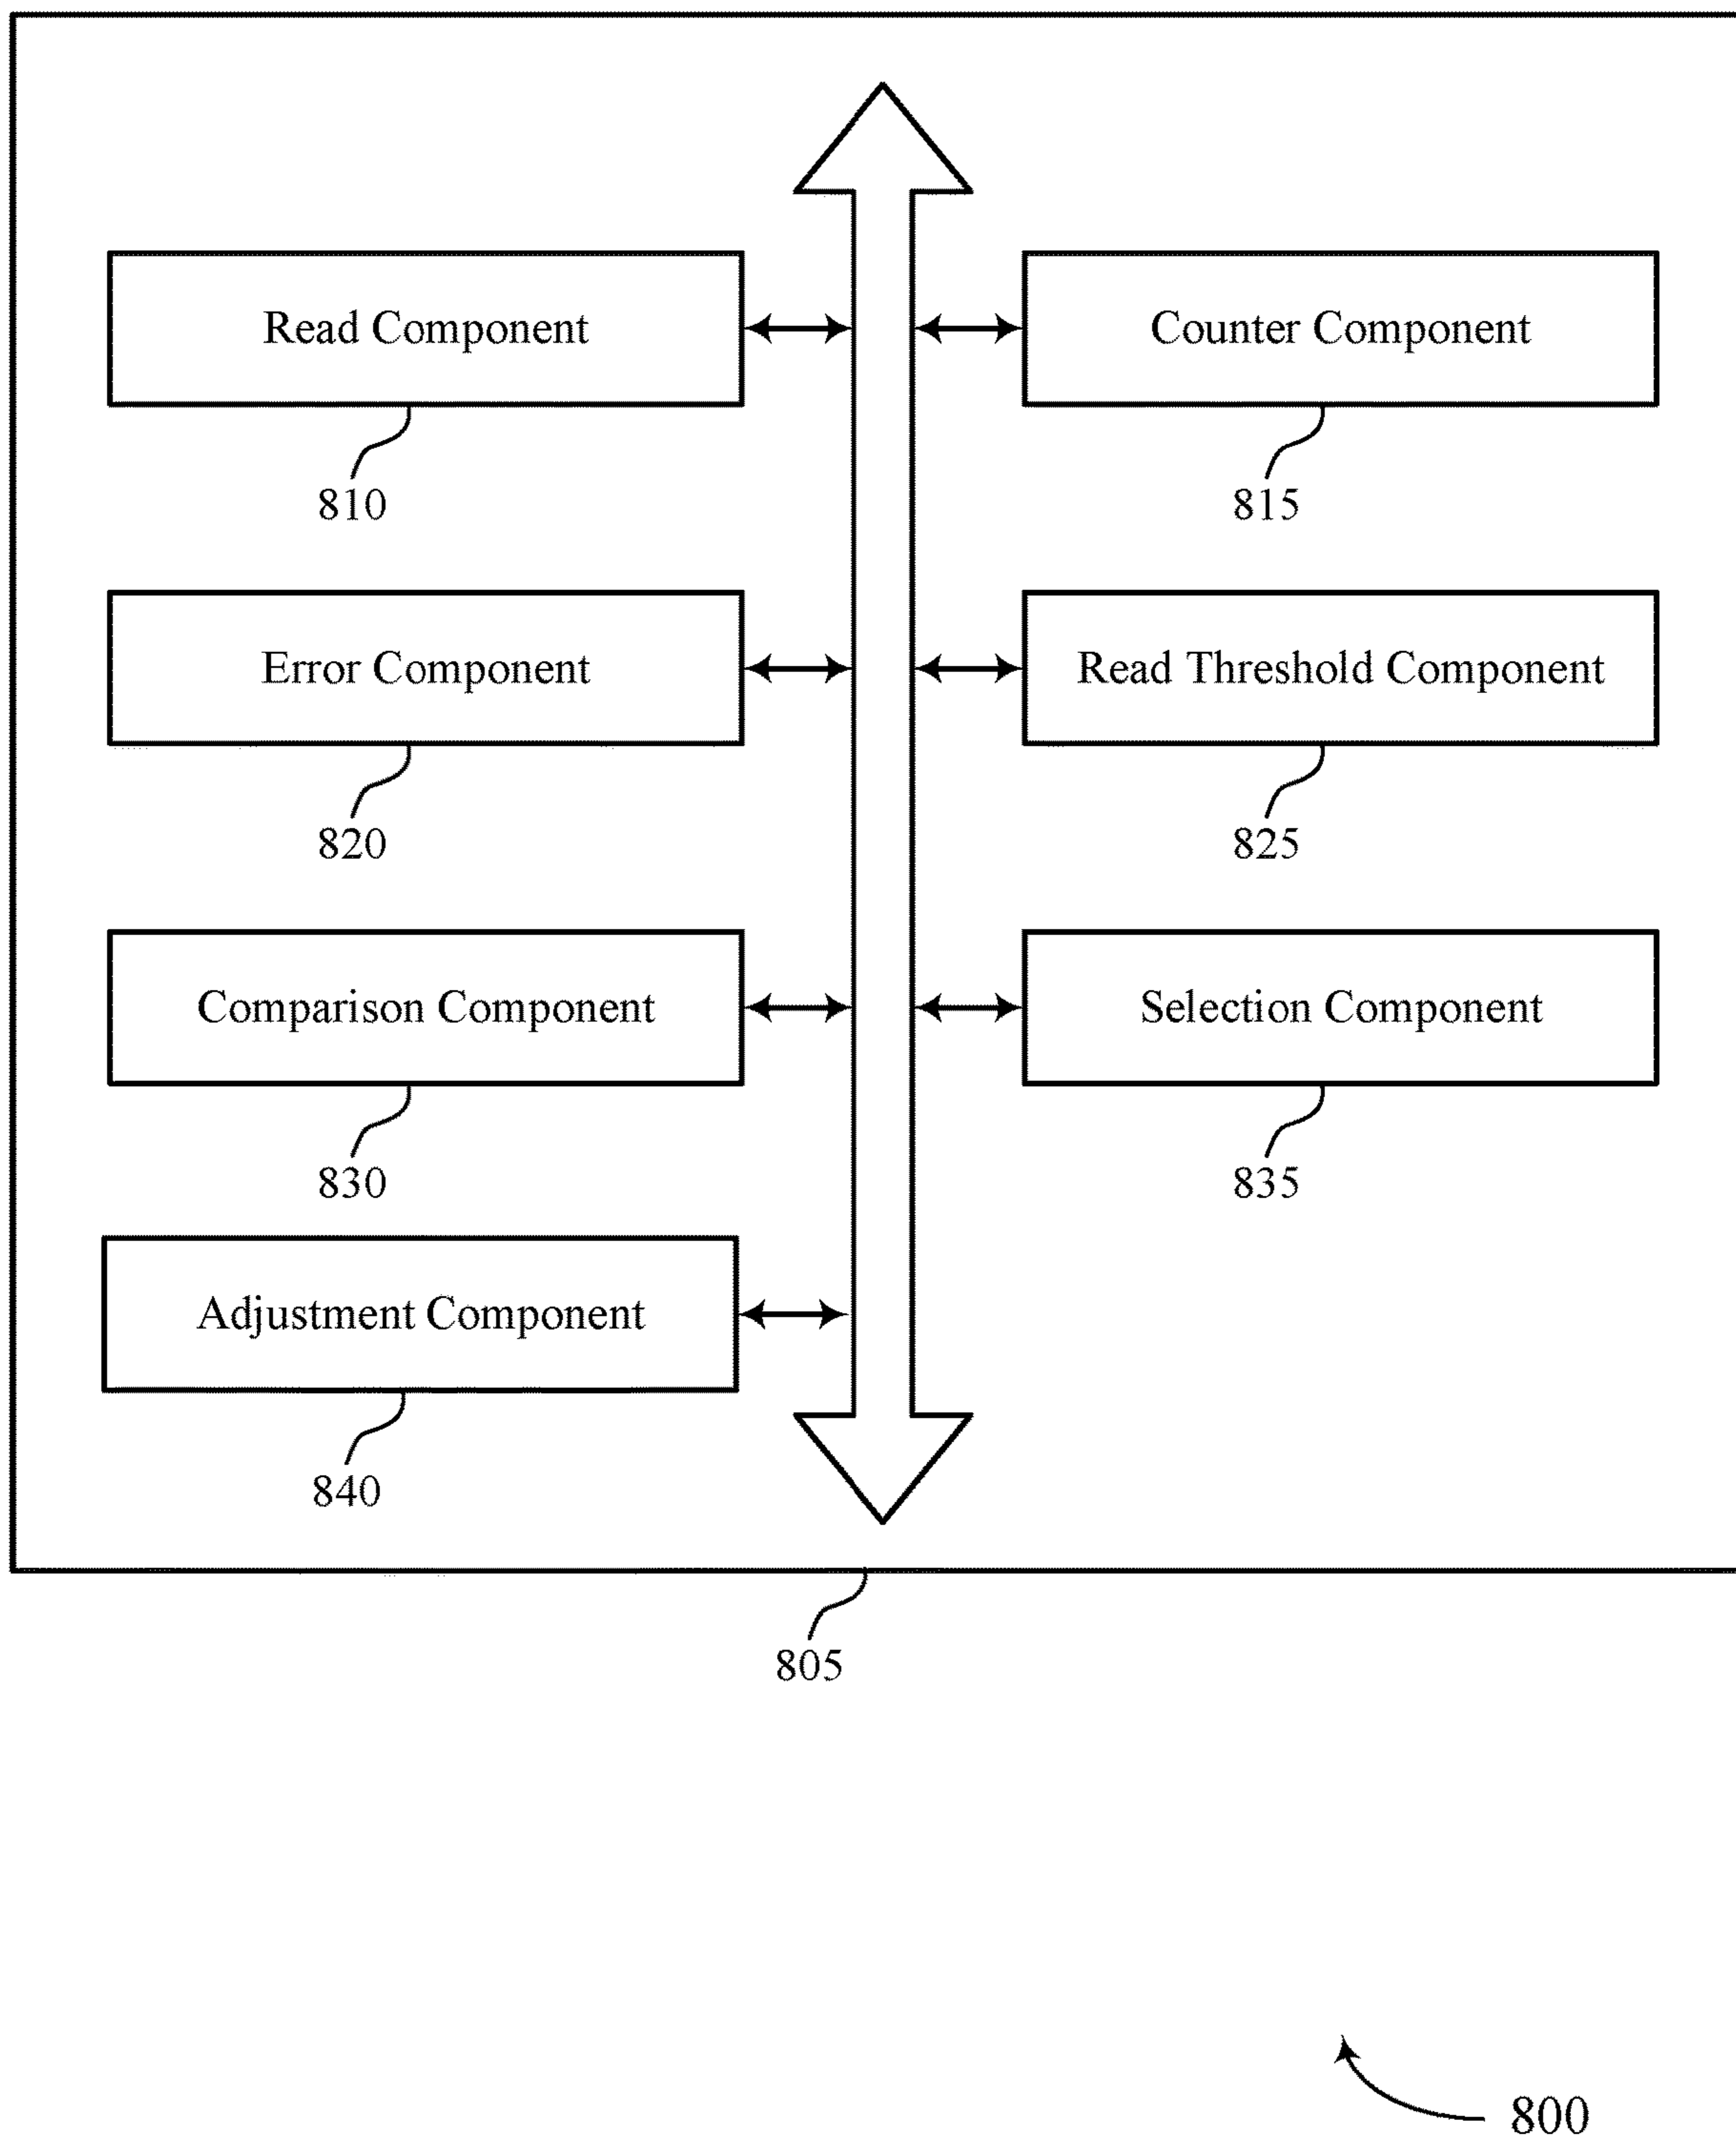 Read Component
Counter Component
810
815
Error Component
Read Threshold Component
820
825
Comparison Component
Selection Component
830
835
Adjustment Component
840
805
800